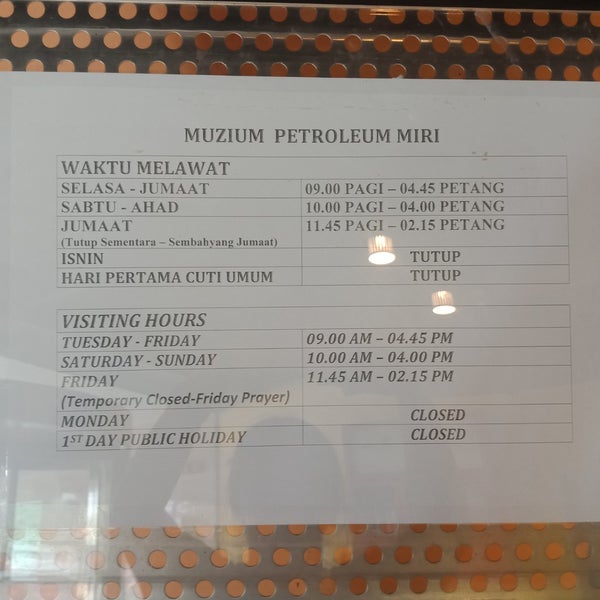 MUZIUM PETROLEUM MIRI
WAKTU MELAWAT
SELASA - JUMAAT 09.00 PAGI – 04.45 PETANG
SABTU - AHAD 10.00 PAGI – 04.00 PETANG
JUMAAT 11.45 PAGI – 02.15 PETANG
(Tutup Sementara – Sembahyang Jumaat)
ISNIN TUTUP
HARI PERTAMA CUTI UMUM TUTUP
VISITING HOURS
TUESDAY - FRIDAY 09.00 AM – 04.45 PM
SATURDAY - SUNDAY 10.00 AM – 04.00 PM
FRIDAY 11.45 AM – 02.15 PM
(Temporary Closed-Friday Prayer)
MONDAY CLOSED
1ST DAY PUBLIC HOLIDAY CLOSED